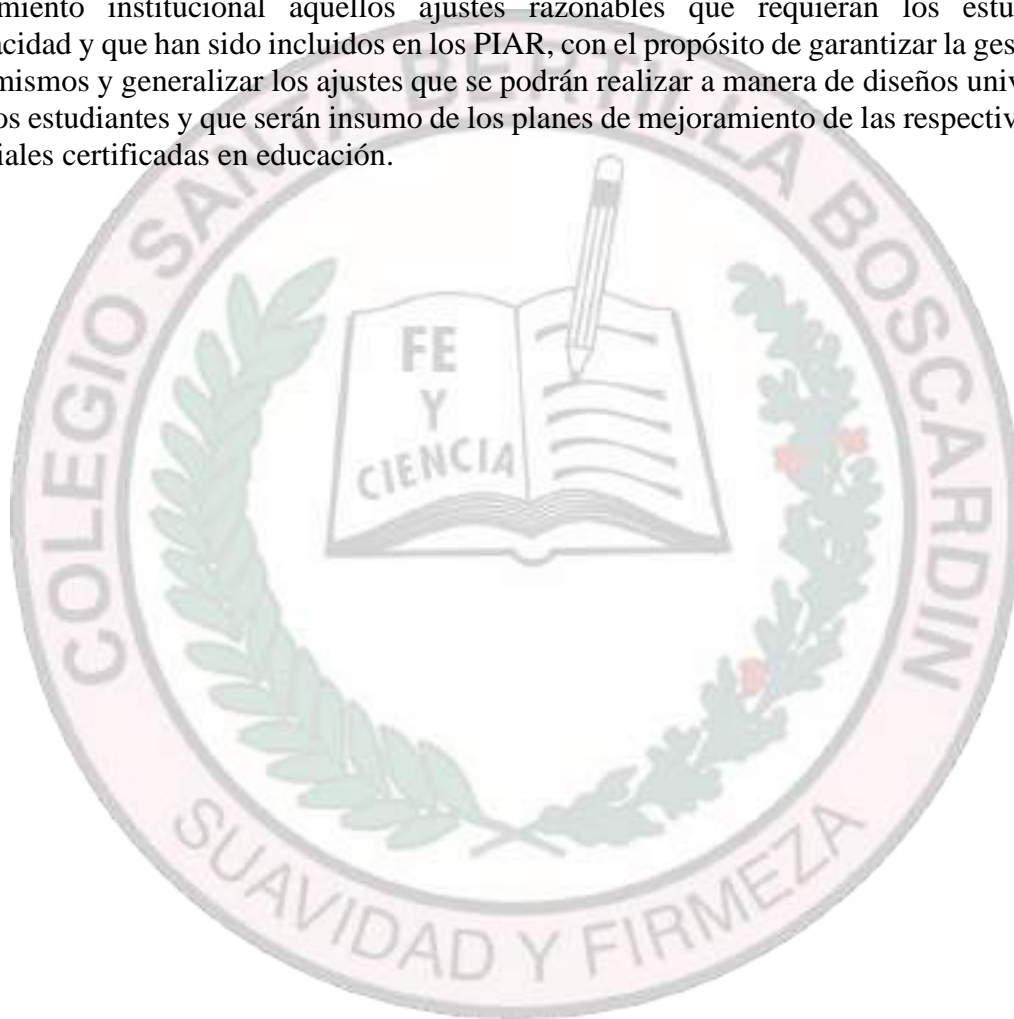 miento institucional aquellos ajustes razonables que requieran los estu
acidad y que han sido incluidos en los PIAR, con el propósito de garantizar la ges
mismos y generalizar los ajustes que se podrán realizar a manera de diseños univ
os estudiantes y que serán insumo de los planes de mejoramiento de las respectiv
iales certificadas en educación.
COLEGIO SANTA BERTILLA BOSCARDIN
FE
Y
CIENCIA
SUAVIDAD Y FIRMEZA